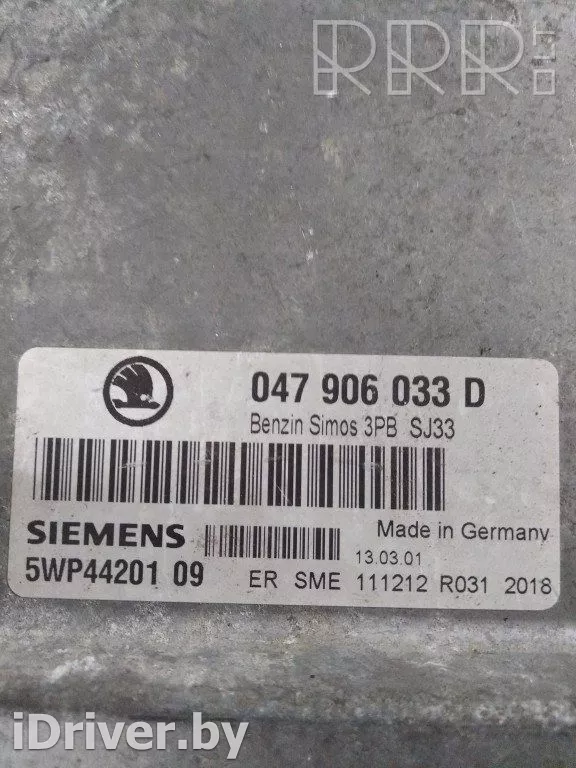 RRR.LT
047 906 033 D
Benzin Simos 3PB SJ33
SIEMENS
Made in Germany
13.03.01
5WP44201 09
ER SME 111212 R031 2018
iDriver.by